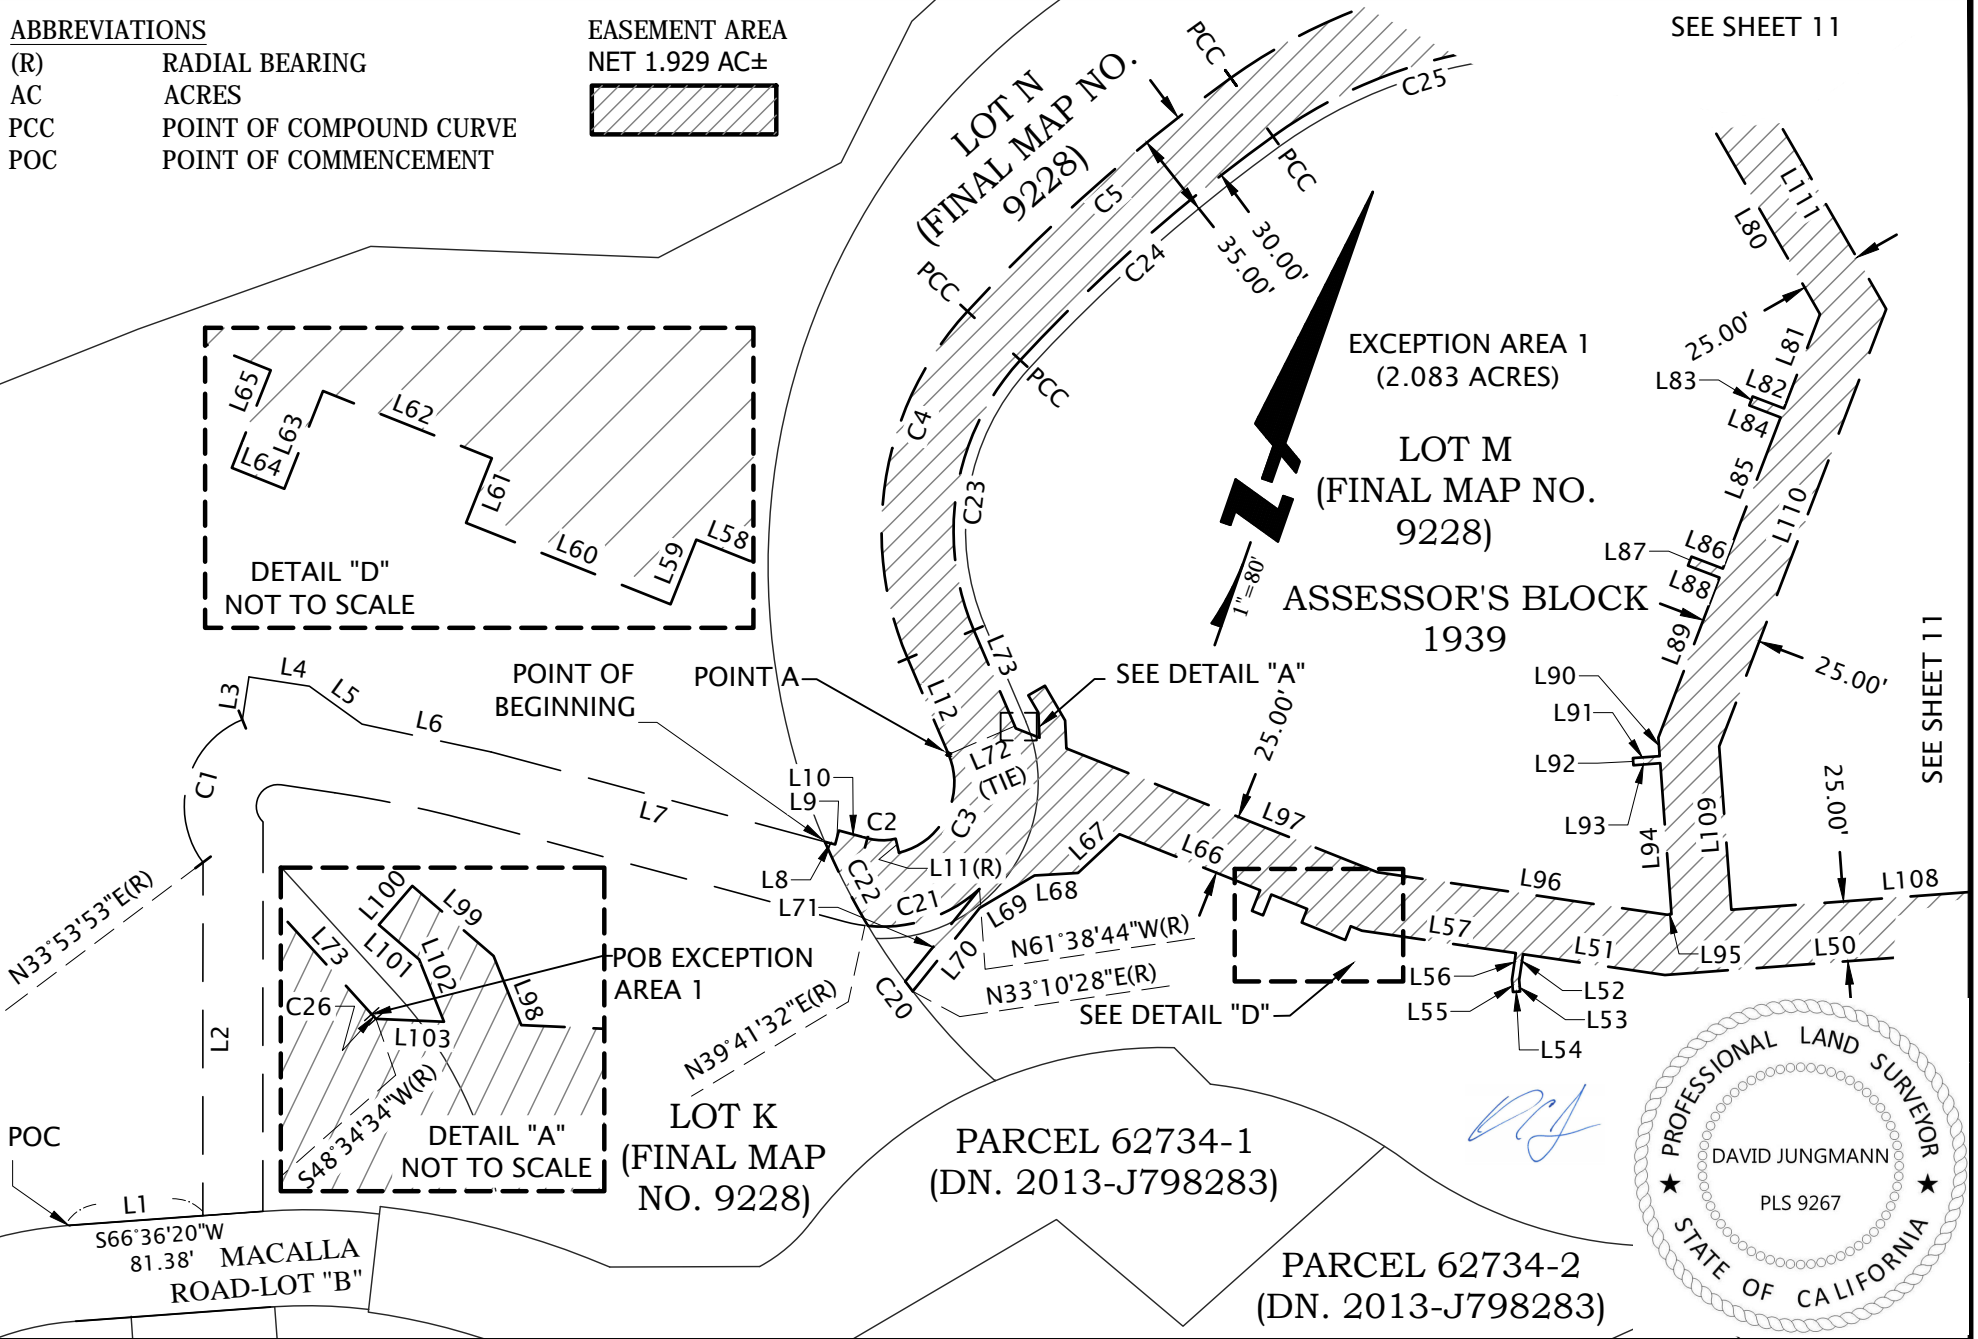 ABBREVIATIONS
(R) RADIAL BEARING
AC ACRES
PCC POINT OF COMPOUND CURVE
POC POINT OF COMMENCEMENT
EASEMENT AREA
NET 1.929 AC±
SEE SHEET 11
LOT N
(FINAL MAP NO.
9228)
PCC
PCC
PCC
PCC
C25
C5
C24
30.00'
35.00'
C4
C23
L73
L12
EXCEPTION AREA 1
(2.083 ACRES)
LOT M
(FINAL MAP NO.
9228)
ASSESSOR'S BLOCK
1939
1"=80'
L111
L80
25.00'
L81
L83
L82
L84
L85
L110
L87
L86
L88
L89
25.00'
L90
L91
L92
L93
L94
L109
25.00'
L108
SEE SHEET 11
L65
L63
L64
L62
L61
L60
L59
L58
DETAIL "D"
NOT TO SCALE
L3
L4
L5
L6
L7
C1
POINT OF
BEGINNING
POINT A
SEE DETAIL "A"
L72
(TIE)
25.00'
L97
L10
L9
C2
C3
L8
C22
L11(R)
L71
C21
L67
L66
L68
L69
L70
C20
L96
L57
L51
L95
L50
L56
L55
L52
L53
L54
N61°38'44"W(R)
N33°10'28"E(R)
N39°41'32"E(R)
SEE DETAIL "D"
N33°53'53"E(R)
L2
L100
L99
L73
L101
L102
L98
C26
L103
POB EXCEPTION
AREA 1
S48°34'34"W(R)
DETAIL "A"
NOT TO SCALE
POC
L1
S66°36'20"W
81.38'
MACALLA
ROAD-LOT "B"
LOT K
(FINAL MAP
NO. 9228)
PARCEL 62734-1
(DN. 2013-J798283)
PARCEL 62734-2
(DN. 2013-J798283)
PROFESSIONAL LAND SURVEYOR
DAVID JUNGMANN
PLS 9267
STATE OF CALIFORNIA